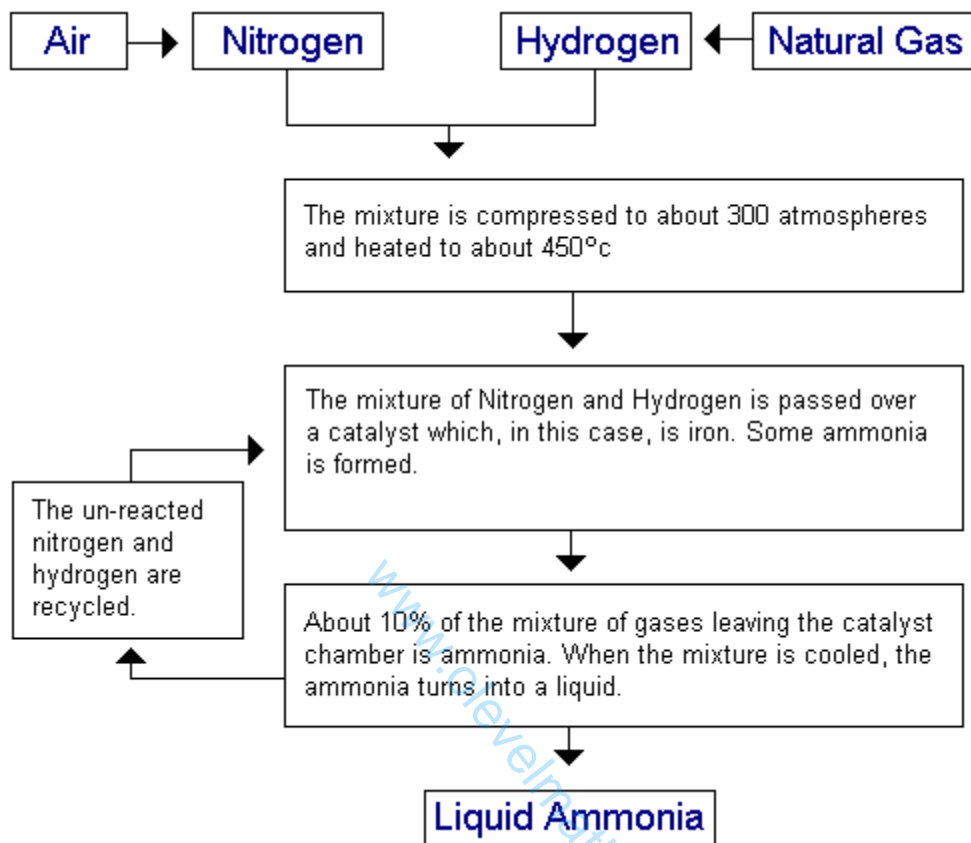 Air
Nitrogen
Hydrogen
Natural Gas
The mixture is compressed to about 300 atmospheres
and heated to about 450°c
The mixture of Nitrogen and Hydrogen is passed over
a catalyst which, in this case, is iron. Some ammonia
is formed.
The un-reacted
nitrogen and
hydrogen are
recycled.
About 10% of the mixture of gases leaving the catalyst
chamber is ammonia. When the mixture is cooled, the
ammonia turns into a liquid.
Liquid Ammonia